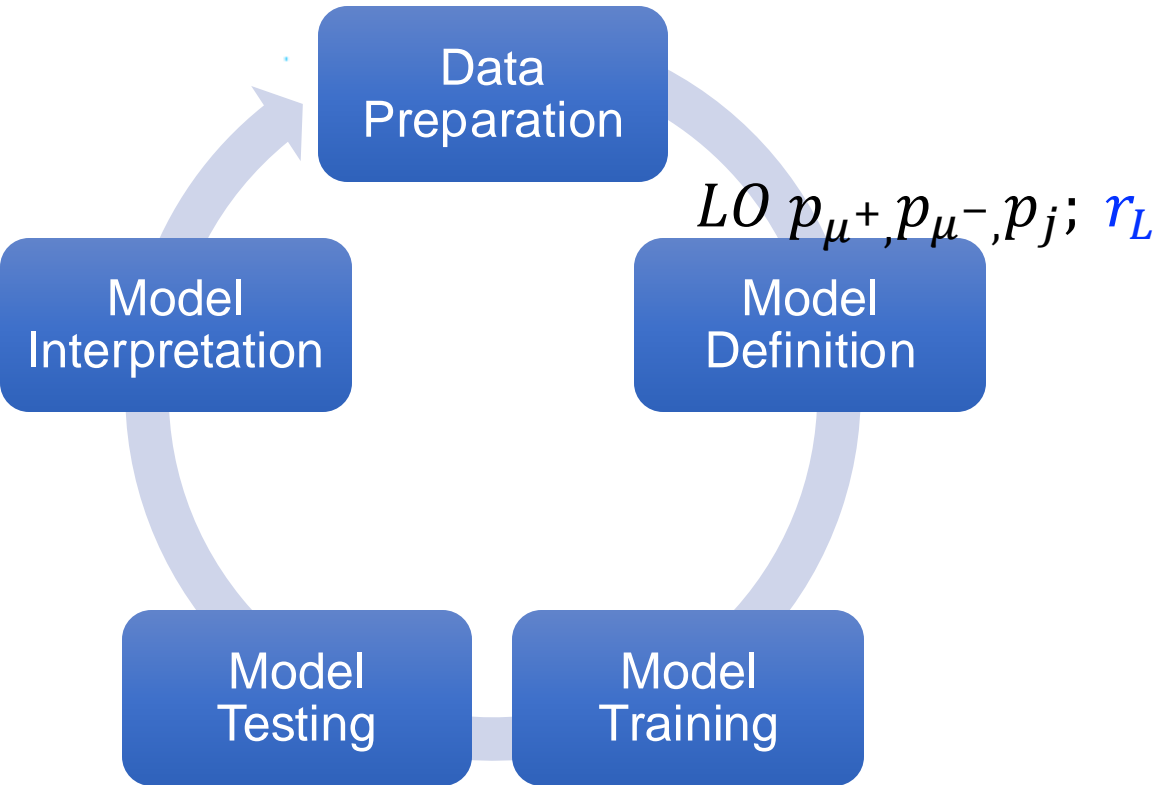 Data
Preparation
LO p_{μ^+}, p_{μ^-}, p_j; r_L
Model
Definition
Model
Interpretation
Model
Training
Model
Testing